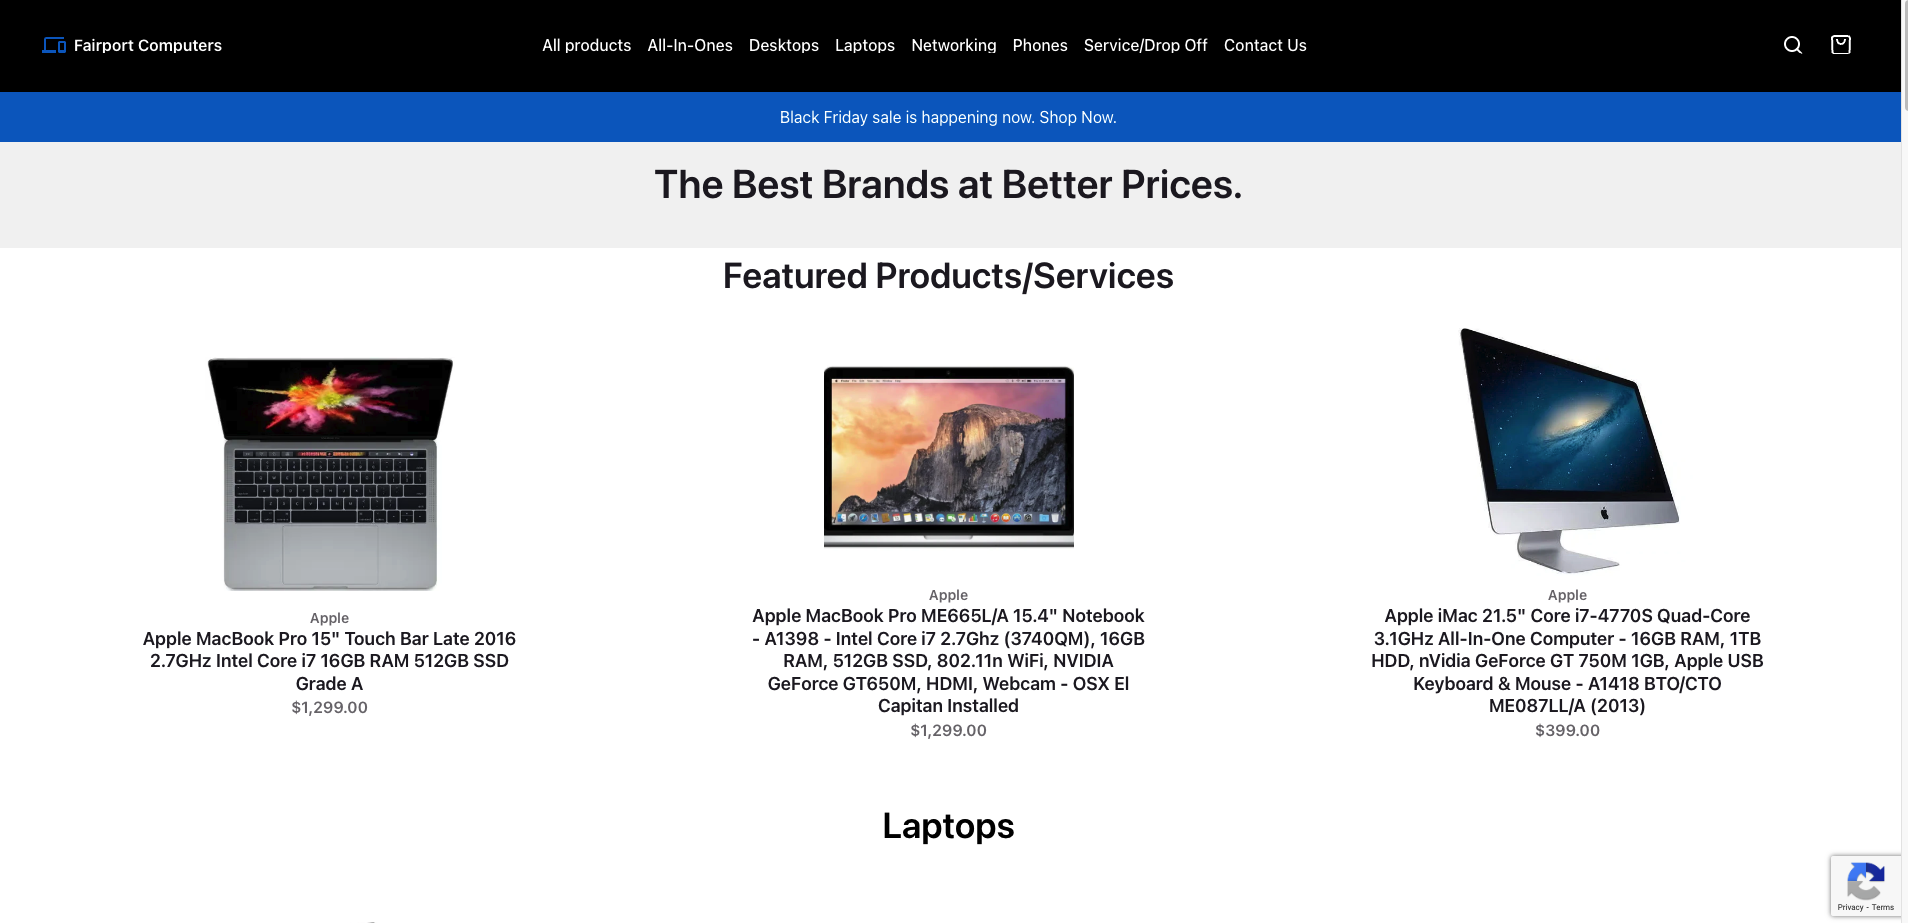 Fairport Computers
All products All-In-Ones Desktops Laptops Networking Phones Service/Drop Off Contact Us
Black Friday sale is happening now. Shop Now.
The Best Brands at Better Prices.
Featured Products/Services
Apple
Apple MacBook Pro 15" Touch Bar Late 2016
2.7GHz Intel Core i7 16GB RAM 512GB SSD
Grade A
$1,299.00
Apple
Apple MacBook Pro ME665L/A 15.4" Notebook
- A1398 - Intel Core i7 2.7Ghz (3740QM), 16GB
RAM, 512GB SSD, 802.11n WiFi, NVIDIA
GeForce GT650M, HDMI, Webcam - OSX El
Capitan Installed
$1,299.00
Apple
Apple iMac 21.5" Core i7-4770S Quad-Core
3.1GHz All-In-One Computer - 16GB RAM, 1TB
HDD, nVidia GeForce GT 750M 1GB, Apple USB
Keyboard & Mouse - A1418 BTO/CTO
ME087LL/A (2013)
$399.00
Laptops
Privacy - Terms